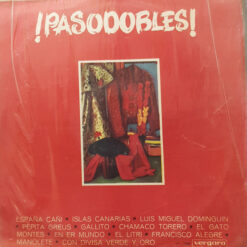 ¡PASODOBLES!
ESPAÑA CAÑI • ISLAS CANARIAS • LUIS MIGUEL DOMINGUIN
• PEPITA GREUS • GALLITO • CHAMACO TORERO • EL GATO
MONTES • EN ER MUNDO • EL LITRI • FRANCISCO ALEGRE •
MANOLETE • CON DIVISA VERDE Y ORO
vergara